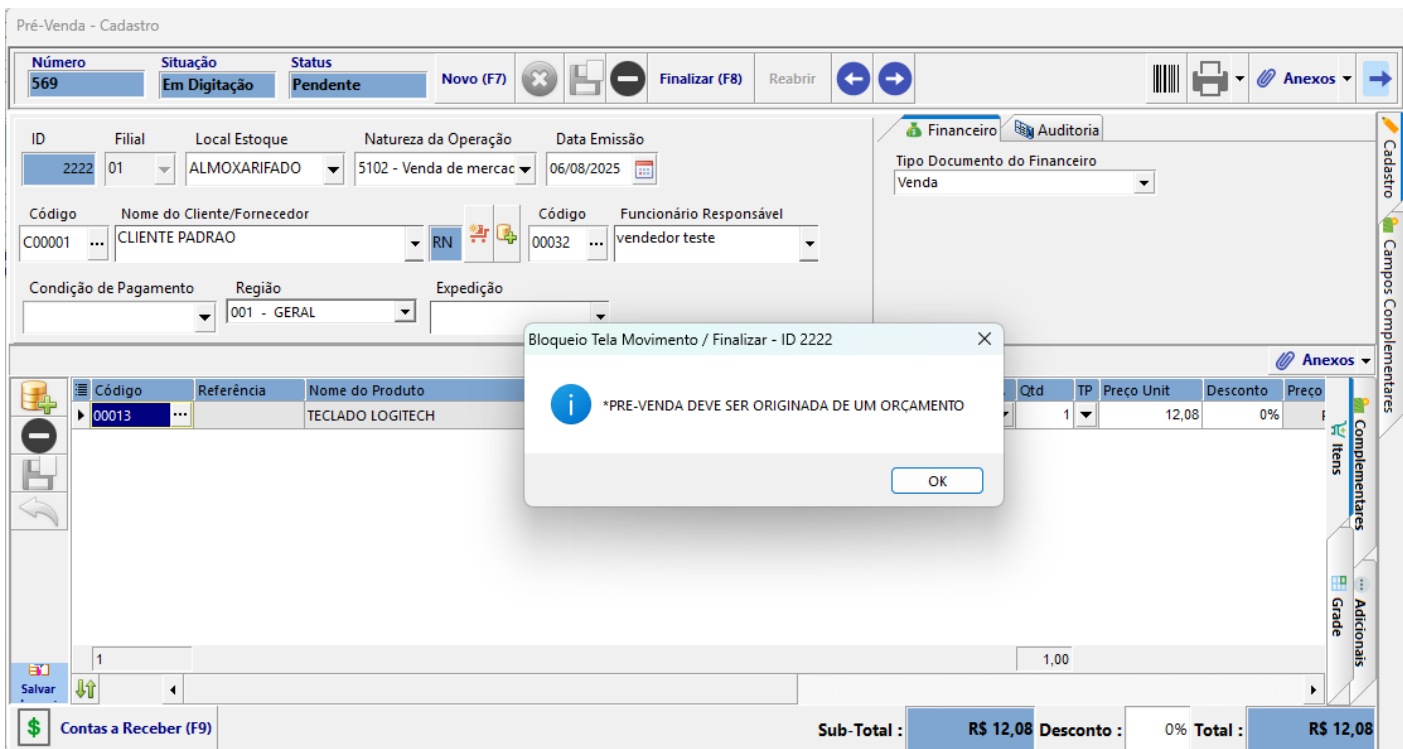 Pré-Venda - Cadastro
Número Situação Status
569 Em Digitação Pendente Novo (F7) Finalizar (F8) Reabrir Anexos
ID Filial Local Estoque Natureza da Operação Data Emissão
2222 01 ALMOXARIFADO 5102 - Venda de mercac 06/08/2025
Código Nome do Cliente/Fornecedor Código Funcionário Responsável
C00001 ... CLIENTE PADRAO RN 00032 ... vendedor teste
Condição de Pagamento Região Expedição
001 - GERAL
Financeiro Auditoria
Tipo Documento do Financeiro
Venda
Cadastro
Campos Complementares
Bloqueio Tela Movimento / Finalizar - ID 2222
*PRE-VENDA DEVE SER ORIGINADA DE UM ORÇAMENTO
OK
Anexos
Código Referência Nome do Produto Qtd TP Preço Unit Desconto Preço
00013 ... TECLADO LOGITECH 1 12,08 0%
Itens
Grade
Complementares
Adicionais
1 1,00
Salvar
$ Contas a Receber (F9) Sub-Total : R$ 12,08 Desconto : 0% Total : R$ 12,08